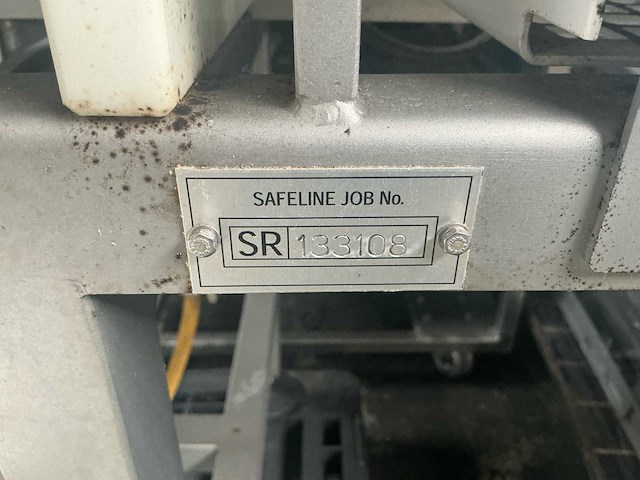 SAFELINE JOB No.
SR 133108